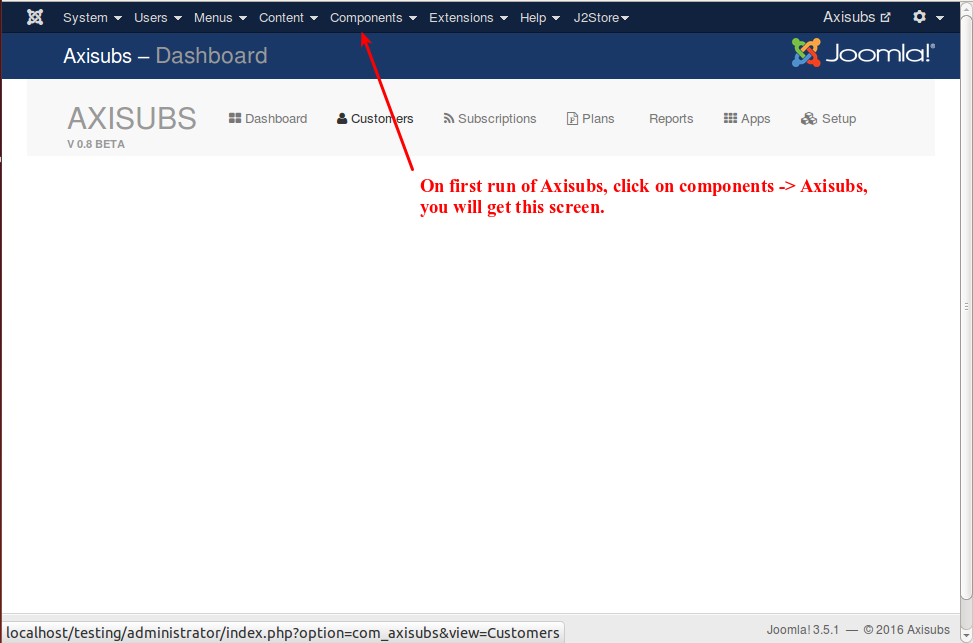 System Users Menus Content Components Extensions Help J2Store Axisubs
Axisubs – Dashboard Joomla!®
AXISUBS Dashboard Customers Subscriptions Plans Reports Apps Setup
V 0.8 BETA
On first run of Axisubs, click on components -> Axisubs,
you will get this screen.
localhost/testing/administrator/index.php?option=com_axisubs&view=Customers Joomla! 3.5.1 — © 2016 Axisubs